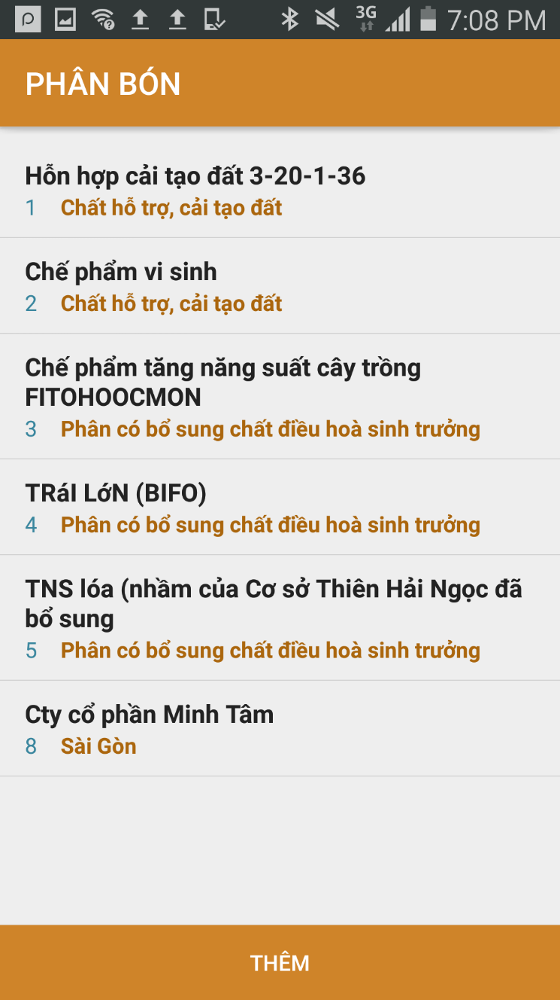 3G
7:08 PM
PHÂN BÓN
Hỗn hợp cải tạo đất 3-20-1-36
1 Chất hỗ trợ, cải tạo đất
Chế phẩm vi sinh
2 Chất hỗ trợ, cải tạo đất
Chế phẩm tăng năng suất cây trồng
FITOHOOCMON
3 Phân có bổ sung chất điều hoà sinh trưởng
TRáI LớN (BIFO)
4 Phân có bổ sung chất điều hoà sinh trưởng
TNS lóa (nhầm của Cơ sở Thiên Hải Ngọc đã
bổ sung
5 Phân có bổ sung chất điều hoà sinh trưởng
Cty cổ phần Minh Tâm
8 Sài Gòn
THÊM